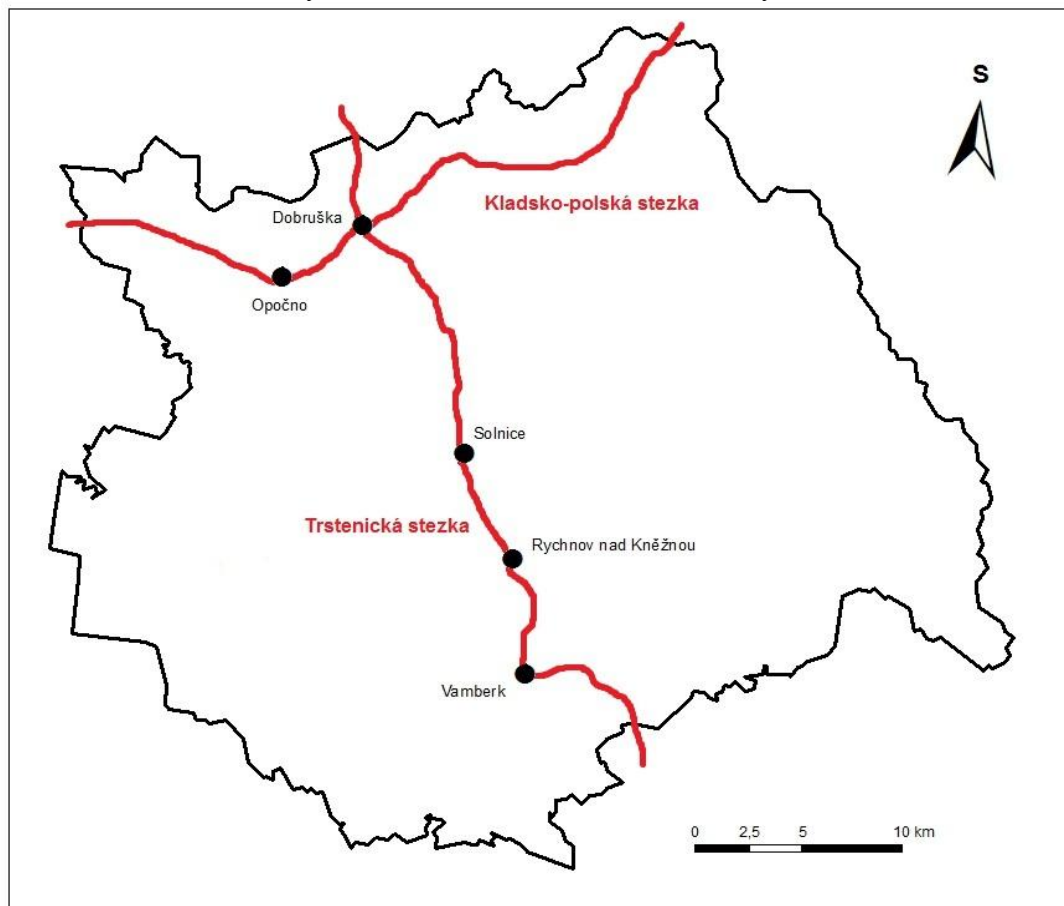 S
Kladsko-polská stezka
Dobruška
Opočno
Solnice
Trstenická stezka
Rychnov nad Kněžnou
Vamberk
0 2,5 5 10 km